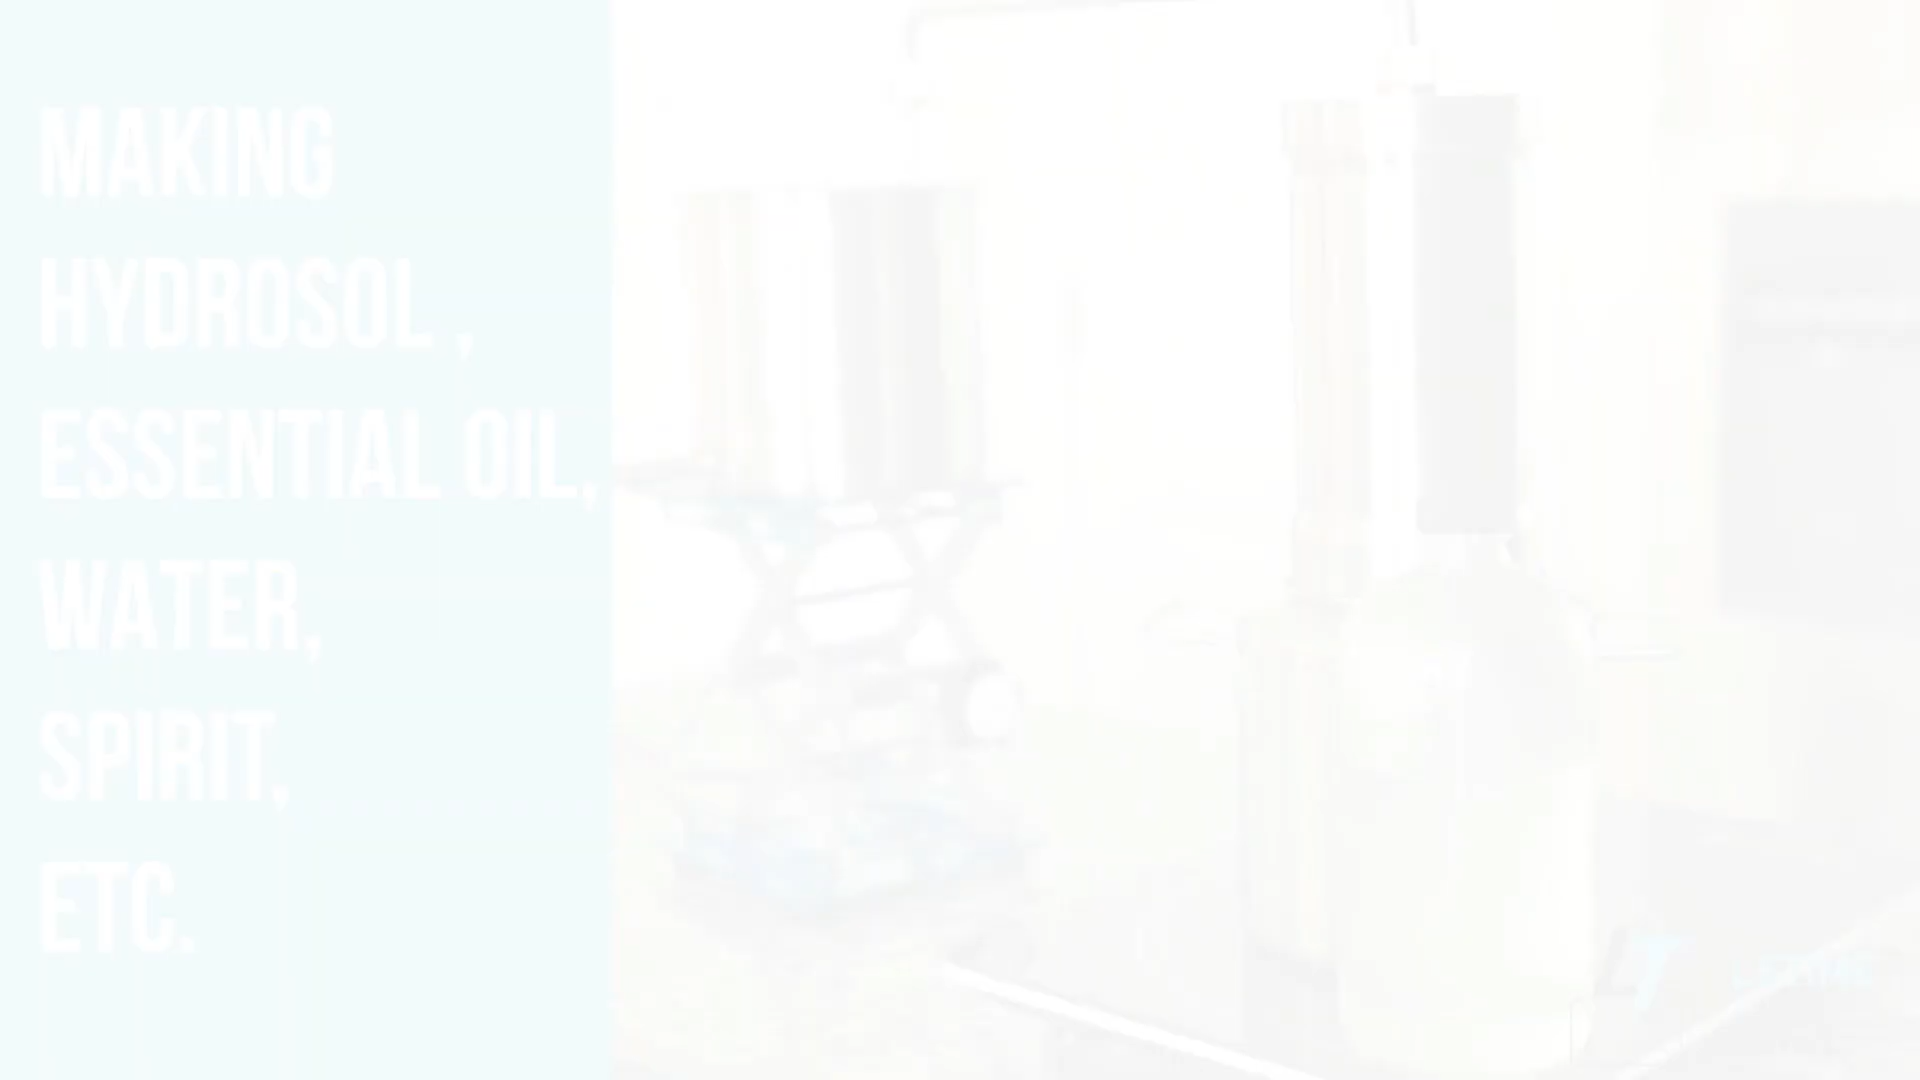 MAKING
HYDROSOL ,
ESSENTIAL OIL,
WATER,
SPIRIT,
ETC.